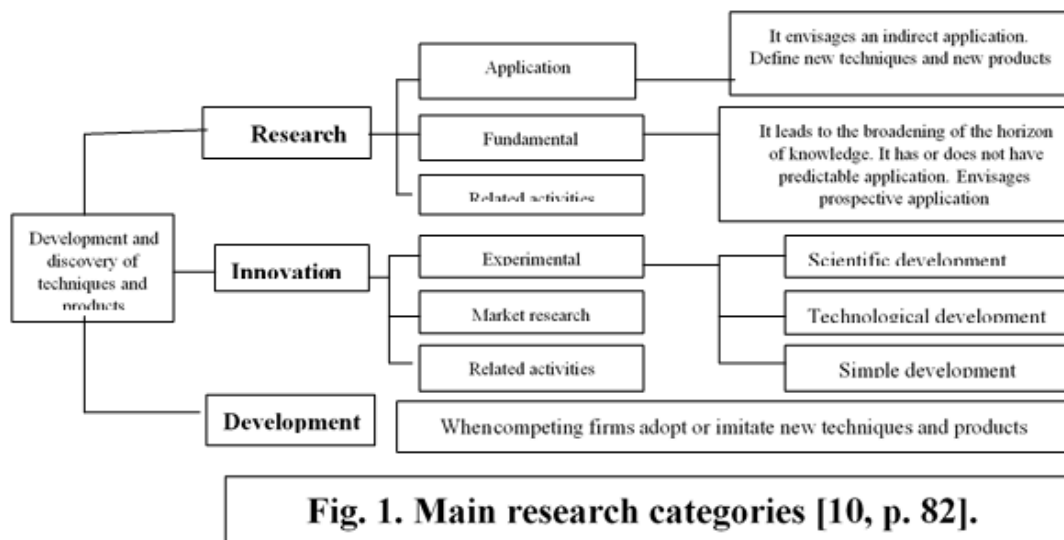 Application
It envisages an indirect application.
Define new techniques and new products
Research
Fundamental
It leads to the broadening of the horizon
of knowledge. It has or does not have
predictable application. Envisages
prospective application
Related activities
Development and
discovery of
techniques and
products
Innovation
Experimental
Scientific development
Market research
Technological development
Related activities
Simple development
Development
When competing firms adopt or imitate new techniques and products
Fig. 1. Main research categories [10, p. 82].